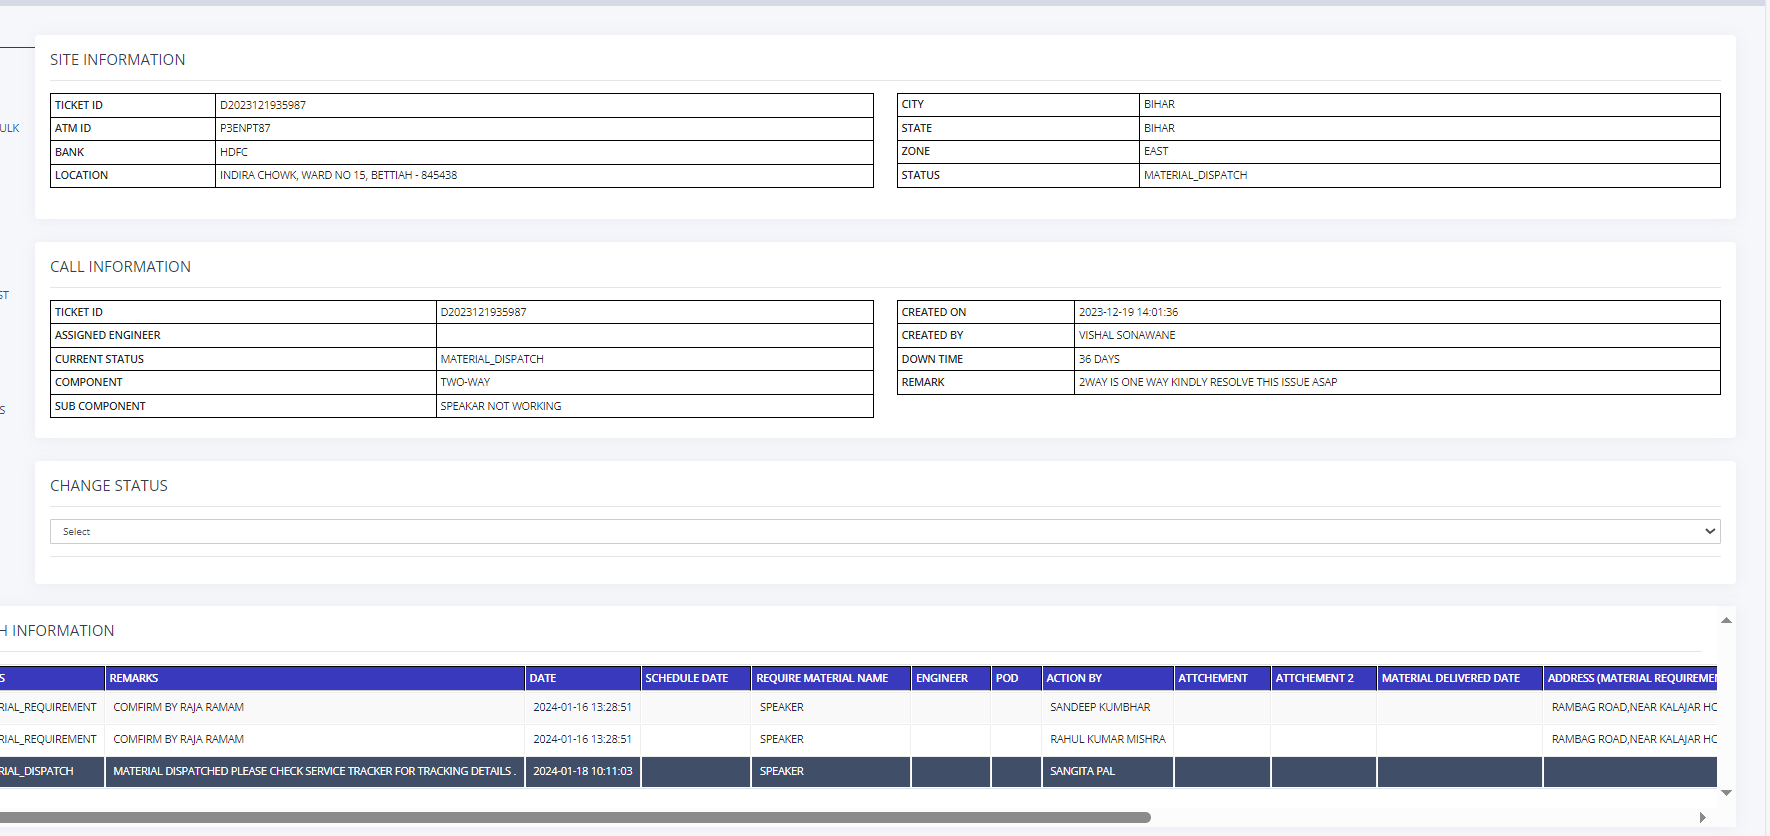 SITE INFORMATION
TICKET ID D2023121935987
ATM ID P3ENPT87
BANK HDFC
LOCATION INDIRA CHOWK, WARD NO 15, BETTIAH - 845438
CITY BIHAR
STATE BIHAR
ZONE EAST
STATUS MATERIAL_DISPATCH
ULK
ST
S
CALL INFORMATION
TICKET ID D2023121935987
ASSIGNED ENGINEER
CURRENT STATUS MATERIAL_DISPATCH
COMPONENT TWO-WAY
SUB COMPONENT SPEAKAR NOT WORKING
CREATED ON 2023-12-19 14:01:36
CREATED BY VISHAL SONAWANE
DOWN TIME 36 DAYS
REMARK 2WAY IS ONE WAY KINDLY RESOLVE THIS ISSUE ASAP
CHANGE STATUS
Select
H INFORMATION
S REMARKS DATE SCHEDULE DATE REQUIRE MATERIAL NAME ENGINEER POD ACTION BY ATTCHEMENT ATTCHEMENT 2 MATERIAL DELIVERED DATE ADDRESS (MATERIAL REQUIREMEN
RIAL_REQUIREMENT COMFIRM BY RAJA RAMAM 2024-01-16 13:28:51 SPEAKER SANDEEP KUMBHAR RAMBAG ROAD,NEAR KALAJAR HO
RIAL_REQUIREMENT COMFIRM BY RAJA RAMAM 2024-01-16 13:28:51 SPEAKER RAHUL KUMAR MISHRA RAMBAG ROAD,NEAR KALAJAR HO
RIAL_DISPATCH MATERIAL DISPATCHED PLEASE CHECK SERVICE TRACKER FOR TRACKING DETAILS . 2024-01-18 10:11:03 SPEAKER SANGITA PAL